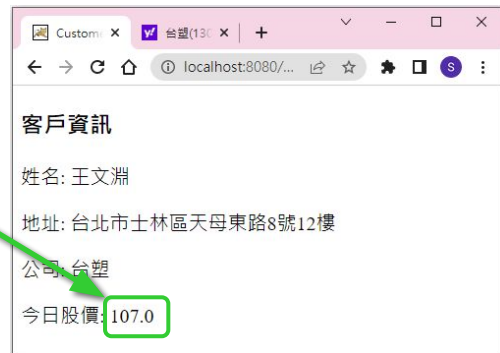 Custom
台塑(130
localhost:8080/...
S
客戶資訊
姓名: 王文淵
地址: 台北市士林區天母東路8號12樓
公司: 台塑
今日股價: 107.0